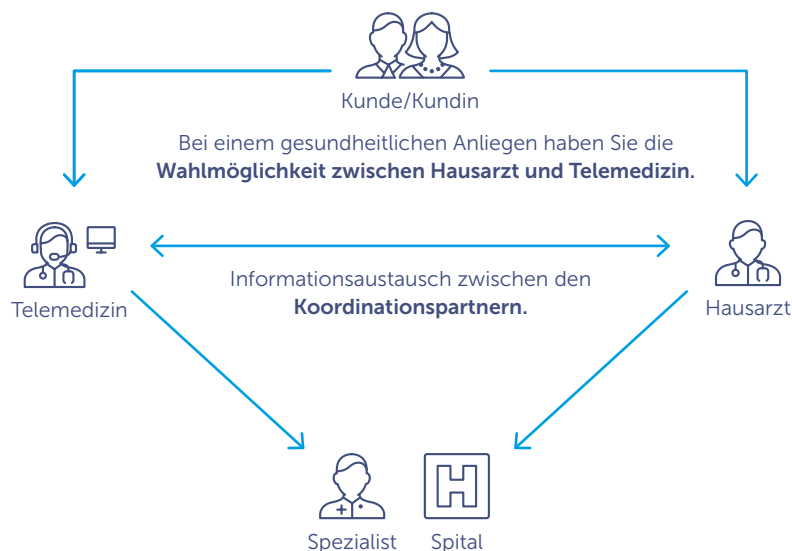 Kunde/Kundin
Bei einem gesundheitlichen Anliegen haben Sie die
Wahlmöglichkeit zwischen Hausarzt und Telemedizin.
Informationsaustausch zwischen den
Koordinationspartnern.
Telemedizin
Hausarzt
H
Spezialist
Spital